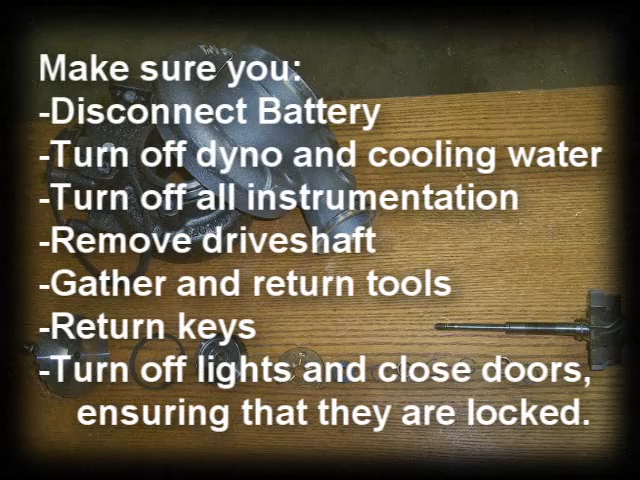 Make sure you:
-Disconnect Battery
-Turn off dyno and cooling water
-Turn off all instrumentation
-Remove driveshaft
-Gather and return tools
-Return keys
-Turn off lights and close doors,
ensuring that they are locked.